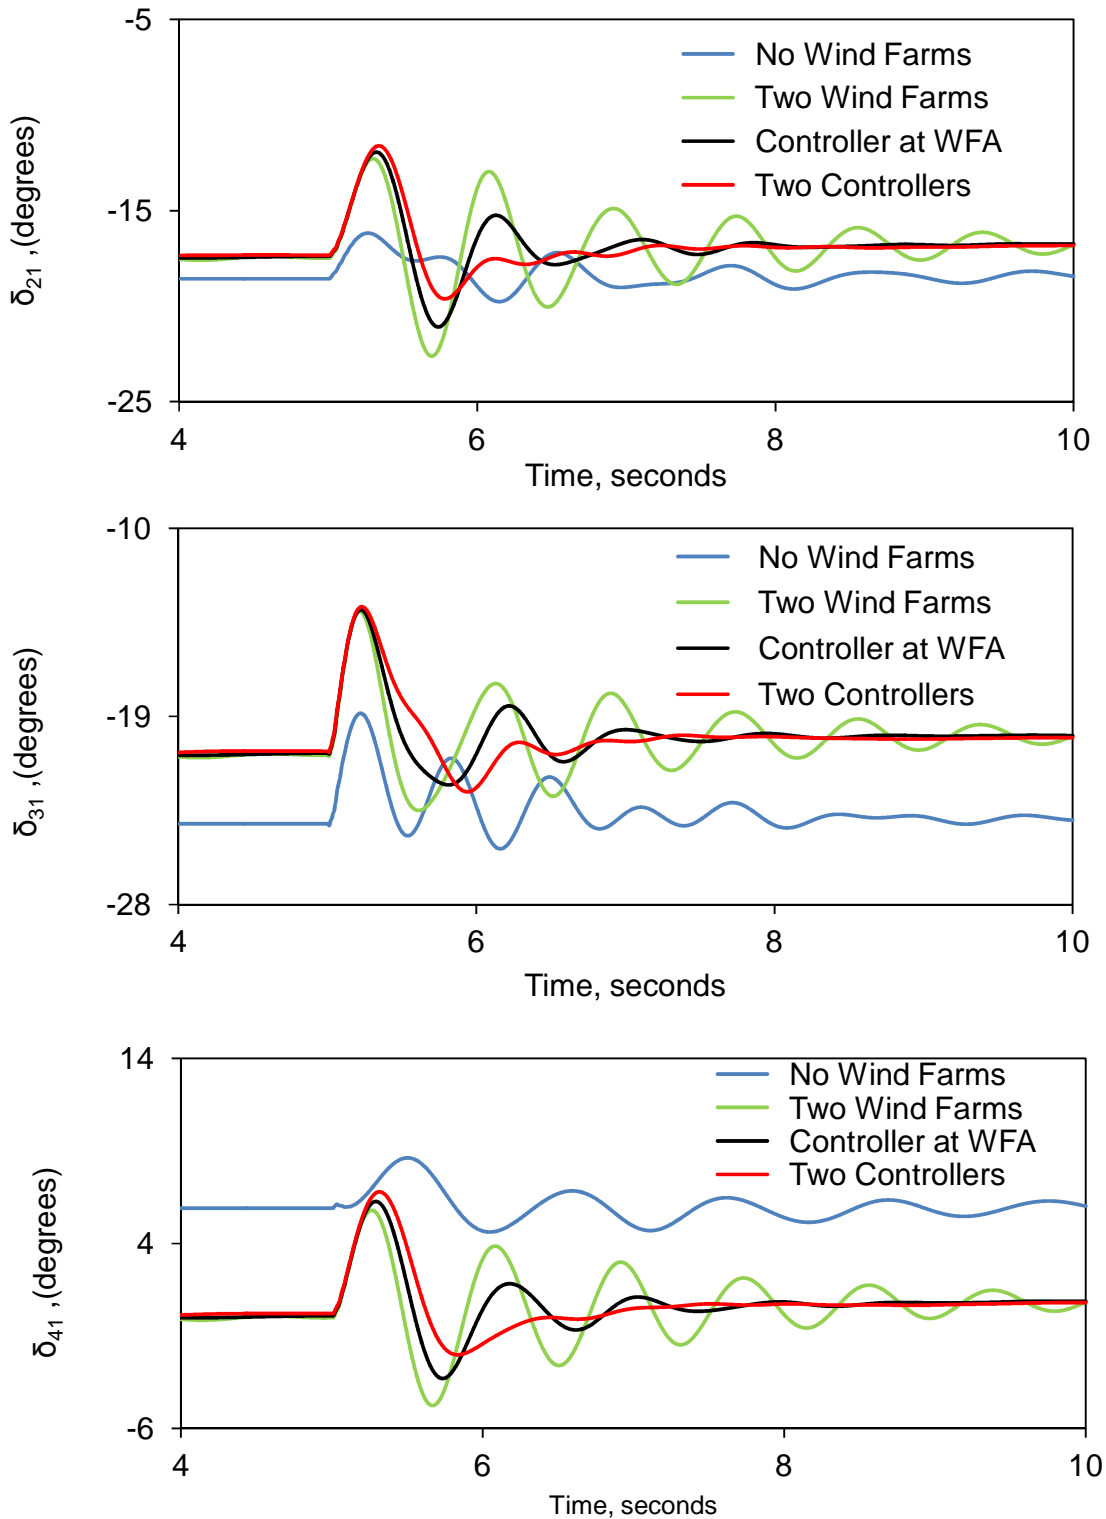 -5
No Wind Farms
Two Wind Farms
Controller at WFA
Two Controllers
-15
δ21 ,(degrees)
-25
4 6 8 10
Time, seconds
-10
No Wind Farms
Two Wind Farms
Controller at WFA
Two Controllers
-19
δ31 ,(degrees)
-28
4 6 8 10
Time, seconds
14
No Wind Farms
Two Wind Farms
Controller at WFA
Two Controllers
4
δ41 ,(degrees)
-6
4 6 8 10
Time, seconds